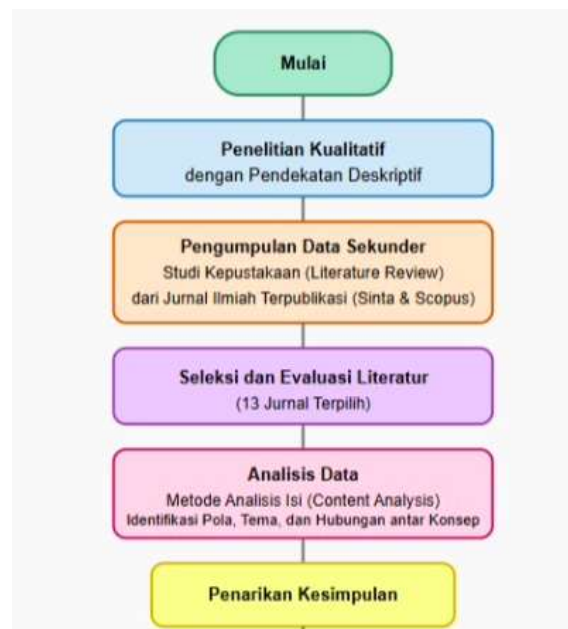 Mulai
Penelitian Kualitatif
dengan Pendekatan Deskriptif
Pengumpulan Data Sekunder
Studi Kepustakaan (Literature Review)
dari Jurnal Ilmiah Terpublikasi (Sinta & Scopus)
Seleksi dan Evaluasi Literatur
(13 Jurnal Terpilih)
Analisis Data
Metode Analisis Isi (Content Analysis)
Identifikasi Pola, Tema, dan Hubungan antar Konsep
Penarikan Kesimpulan